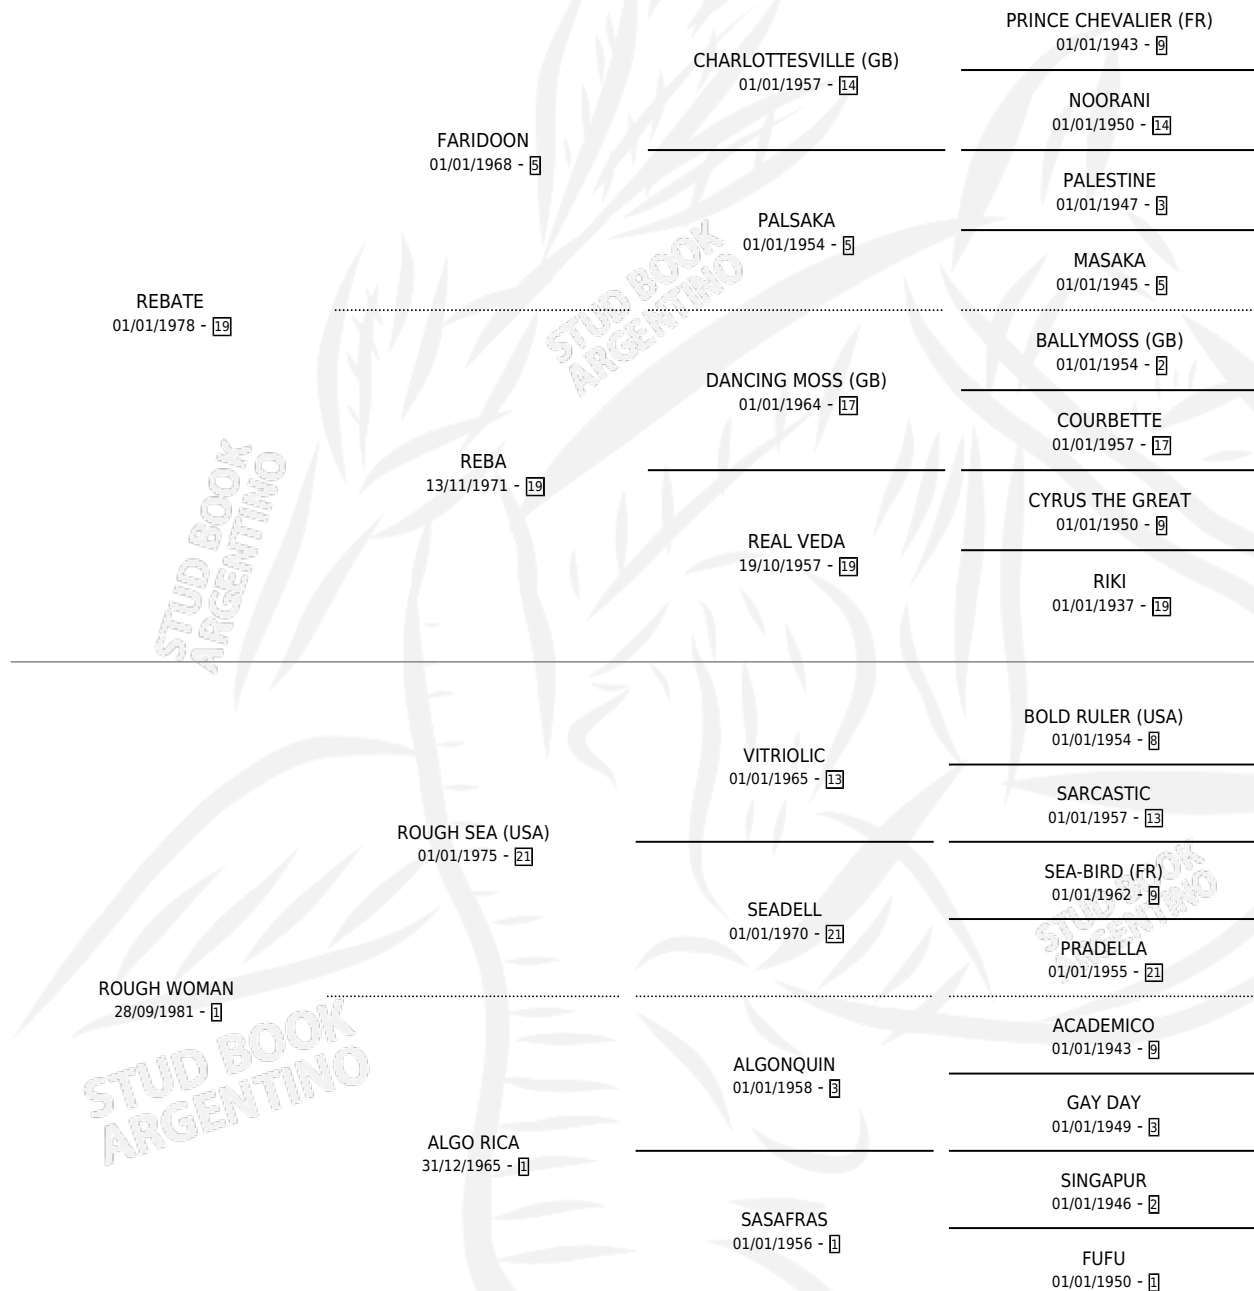 PRINCE CHEVALIER (FR)
01/01/1943 - 9
CHARLOTTESVILLE (GB)
01/01/1957 - 14
NOORANI
01/01/1950 - 14
FARIDOON
01/01/1968 - 5
PALESTINE
01/01/1947 - 3
PALSAKA
01/01/1954 - 5
MASAKA
01/01/1945 - 5
REBATE
01/01/1978 - 19
STUD BOOK
ARGENTINO
BALLYMOSS (GB)
01/01/1954 - 2
DANCING MOSS (GB)
01/01/1964 - 17
COURBETTE
01/01/1957 - 17
REBA
13/11/1971 - 19
CYRUS THE GREAT
01/01/1950 - 9
REAL VEDA
19/10/1957 - 19
RIKI
01/01/1937 - 19
STUD BOOK
ARGENTINO
BOLD RULER (USA)
01/01/1954 - 8
VITRIOLIC
01/01/1965 - 13
SARCASTIC
01/01/1957 - 13
ROUGH SEA (USA)
01/01/1975 - 21
SEA-BIRD (FR)
01/01/1962 - 9
SEADELL
01/01/1970 - 21
PRADELLA
01/01/1955 - 21
STUD BOOK
ARGENTINO
ROUGH WOMAN
28/09/1981 - 1
STUD BOOK
ARGENTINO
ACADEMICO
01/01/1943 - 9
ALGONQUIN
01/01/1958 - 3
GAY DAY
01/01/1949 - 3
ALGO RICA
31/12/1965 - 1
SINGAPUR
01/01/1946 - 2
SASAFRAS
01/01/1956 - 1
FUFU
01/01/1950 - 1